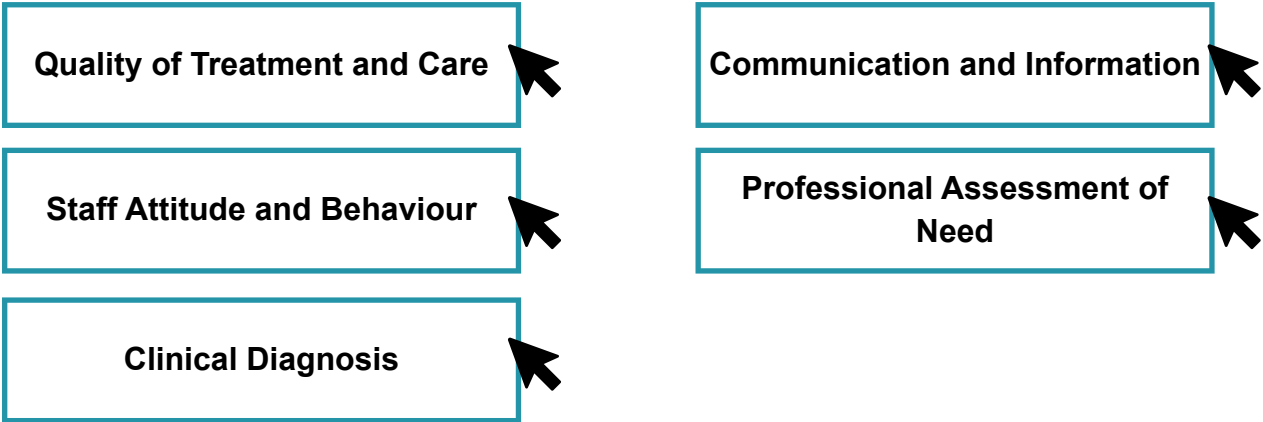 Quality of Treatment and Care
Communication and Information
Staff Attitude and Behaviour
Professional Assessment of
Need
Clinical Diagnosis